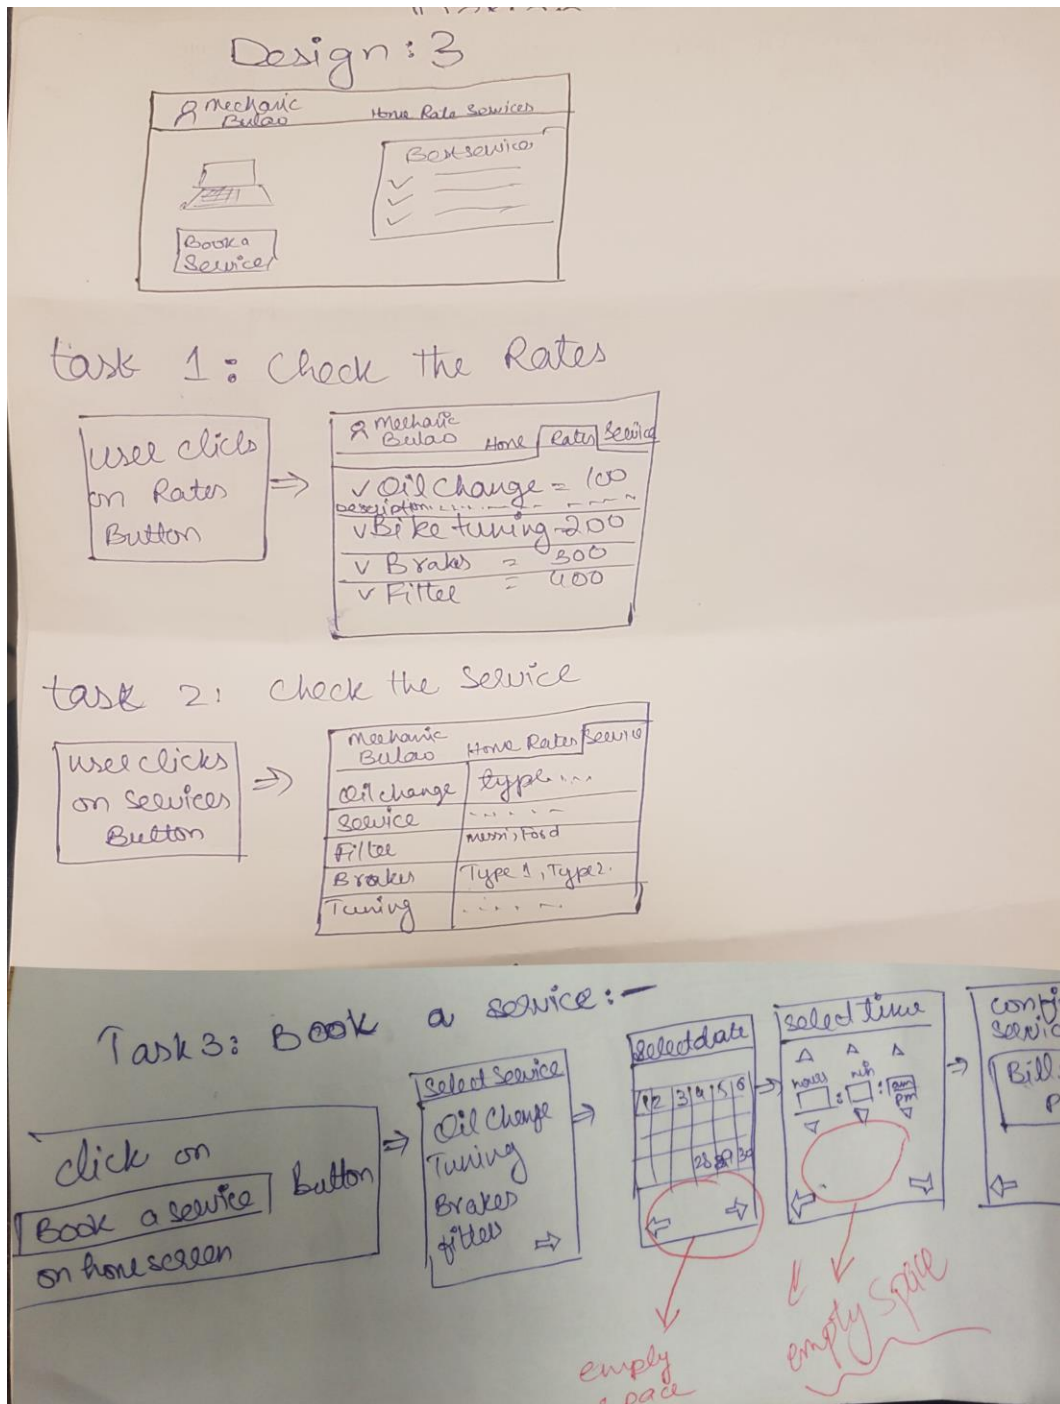 Design: 3
Mechanic
Bulao
Home Rate Services
Best services
Book a
Service
task 1: Check the Rates
user clicks
on Rates
Button
Mechanic
Bulao
Home Rates Service
✓ Oil Change = 100
Description
✓ Bike tuning - 200
✓ Brakes = 300
✓ Filter = 400
task 2: Check the Service
user clicks
on Services
Button
Mechanic
Bulao
Home Rates Service
Oil change type...
Service
Filter
Brakes Type 1, Type 2.
Tuning
Task 3: Book a service:-
click on
Book a service Button
on home screen
Select Service
Oil Change
Tuning
Brakes
filter
Select date
1 2 3 4 5 6
28 29 30
select time
hours : min : am
pm
Servic
Bill
P
empty
space
empty space